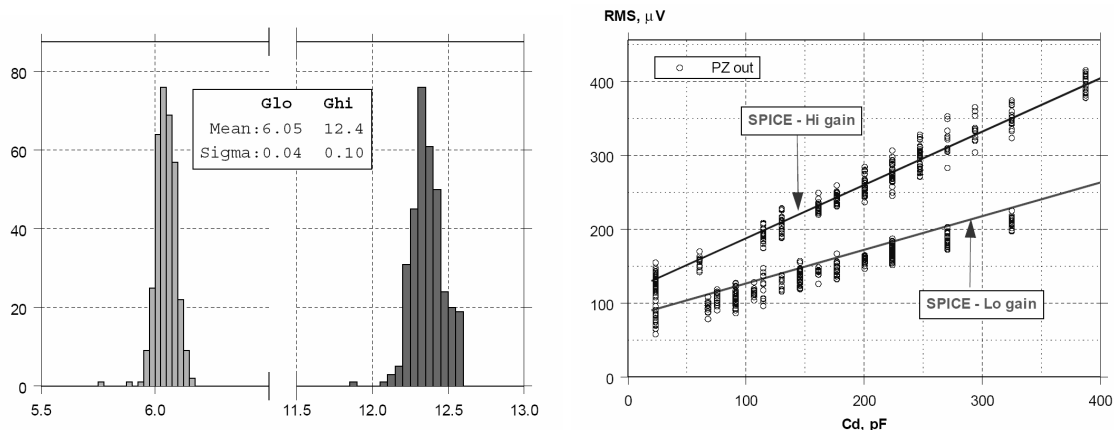 80
60
40
20
0
5.5 6.0 11.5 12.0 12.5 13.0
Glo Ghi
Mean:6.05 12.4
Sigma:0.04 0.10
RMS, μV
400
300
200
100
0
0 100 200 300 400
Cd, pF
PZ out
SPICE - Hi gain
SPICE - Lo gain